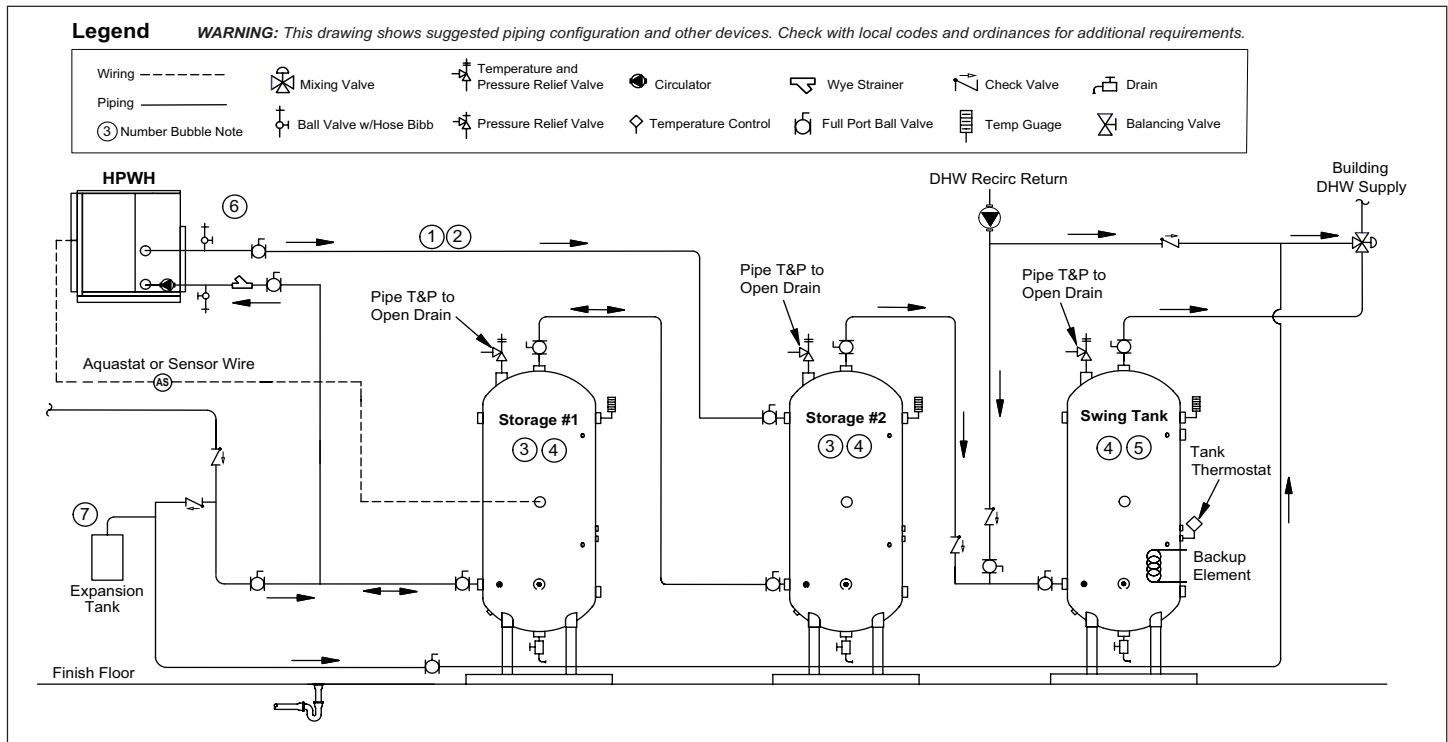 Legend
WARNING: This drawing shows suggested piping configuration and other devices. Check with local codes and ordinances for additional requirements.
Wiring
Mixing Valve
Temperature and
Pressure Relief Valve
Circulator
Wye Strainer
Check Valve
Drain
Piping
3 Number Bubble Note
Ball Valve w/Hose Bibb
Pressure Relief Valve
Temperature Control
Full Port Ball Valve
Temp Guage
Balancing Valve
HPWH
6
1 2
DHW Recirc Return
Building
DHW Supply
Pipe T&P to
Open Drain
Pipe T&P to
Open Drain
Pipe T&P to
Open Drain
Aquastat or Sensor Wire
AS
Storage #1
3 4
Storage #2
3 4
Swing Tank
4 5
Tank
Thermostat
Backup
Element
7
Expansion
Tank
Finish Floor